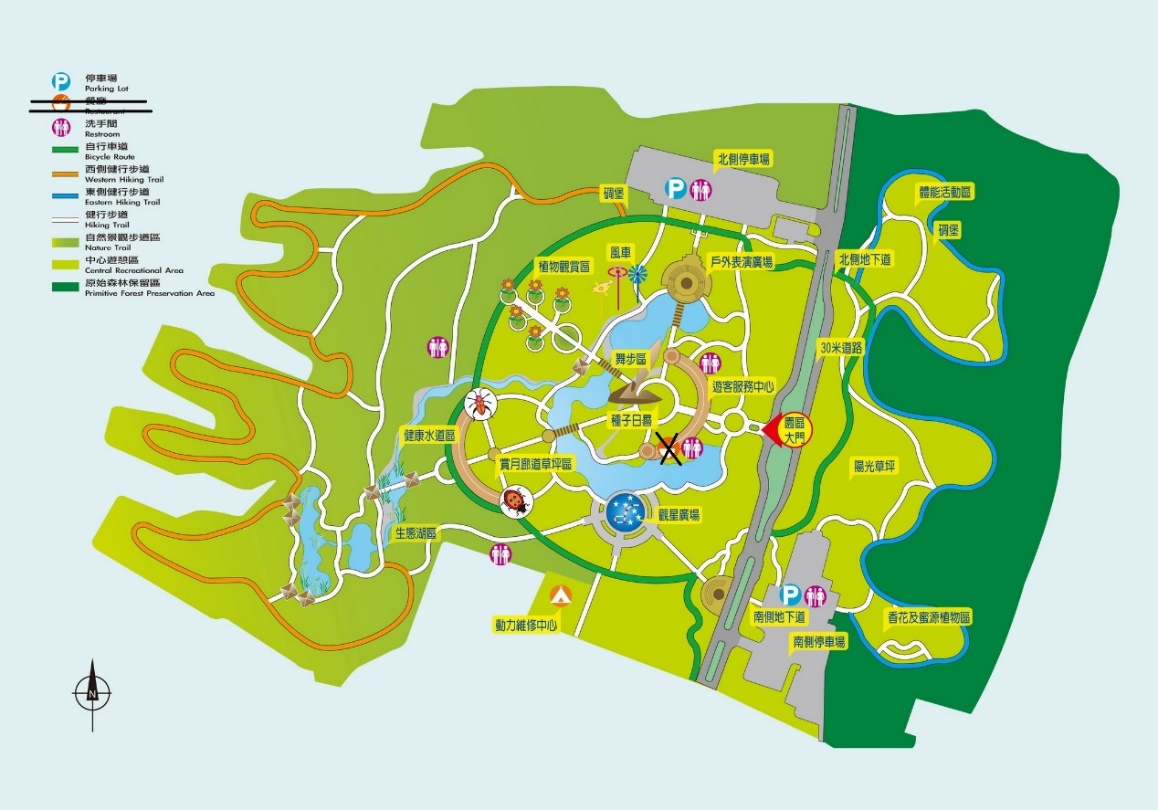 停車場
Parking Lot
餐廳
Restaurant
洗手間
Restroom
自行車道
Bicycle Route
西側健行步道
Western Hiking Trail
東側健行步道
Eastern Hiking Trail
健行步道
Hiking Trail
自然景觀步道區
Nature Trail
中心遊憩區
Central Recreational Area
原始森林保留區
Primitive Forest Preservation Area
P
北側停車場
P
碉堡
體能活動區
碉堡
風車
戶外表演廣場
北側地下道
植物觀賞區
30米道路
舞步區
遊客服務中心
種子日晷
園區
大門
健康水道區
賞月廊道草坪區
陽光草坪
觀星廣場
生態湖區
P
動力維修中心
南側地下道
香花及蜜源植物區
南側停車場
N